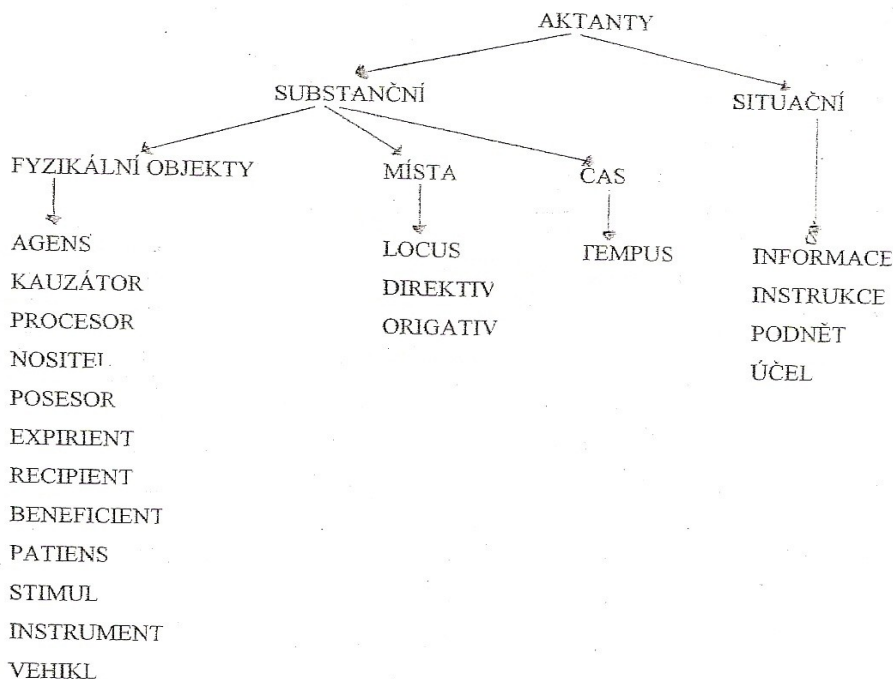 AKTANTY
SUBSTANČNÍ
SITUAČNÍ
FYZIKÁLNÍ OBJEKTY
MÍSTA
ČAS
AGENS
KAUZÁTOR
PROCESOR
NOSITEL
POSESOR
EXPIRIENT
RECIPIENT
BENEFICIENT
PATIENS
STIMUL
INSTRUMENT
VEHIKL
LOCUS
DIREKTIV
ORIGATIV
TEMPUS
INFORMACE
INSTRUKCE
PODNĚT
ÚČEL